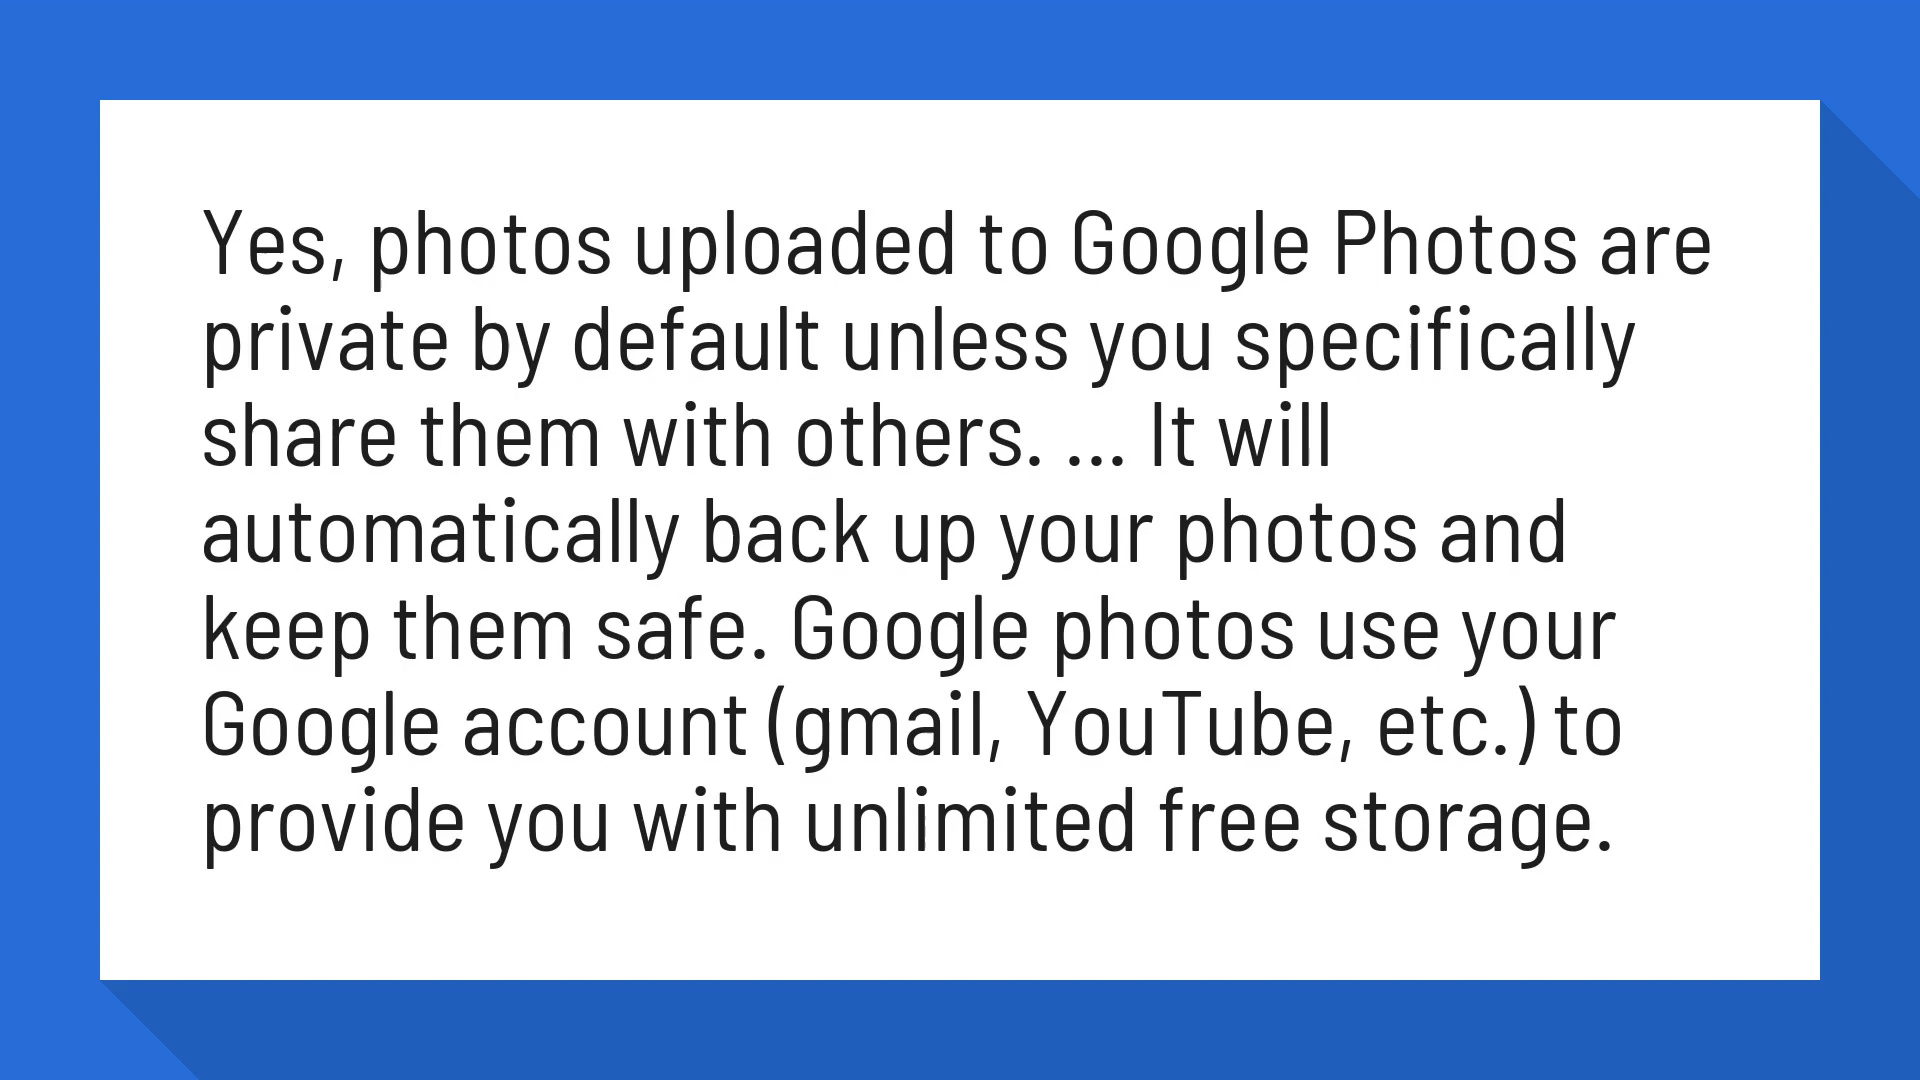 Yes, photos uploaded to Google Photos are
private by default unless you specifically
share them with others. ... It will
automatically back up your photos and
keep them safe. Google photos use your
Google account (gmail, YouTube, etc.) to
provide you with unlimited free storage.